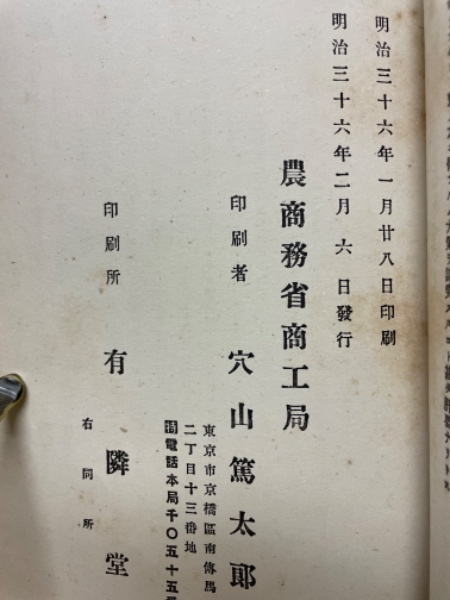 明治三十六年一月廿八日印刷
明治三十六年二月六日發行
農商務省商工局
印刷者 穴山篤太郎
東京市京橋區南傳馬
二丁目十三番地
電話本局千〇五十五
印刷所 有隣堂
右同所